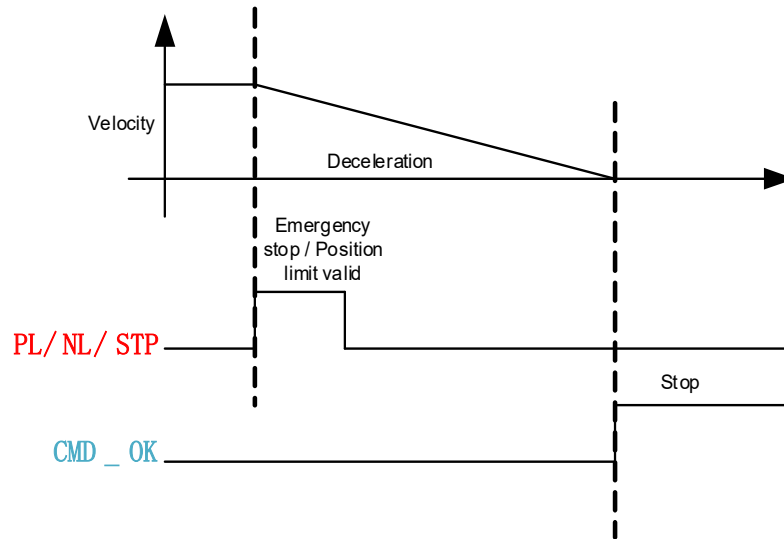 Velocity
Deceleration
Emergency
stop / Position
limit valid
PL/ NL/ STP
Stop
CMD _ OK